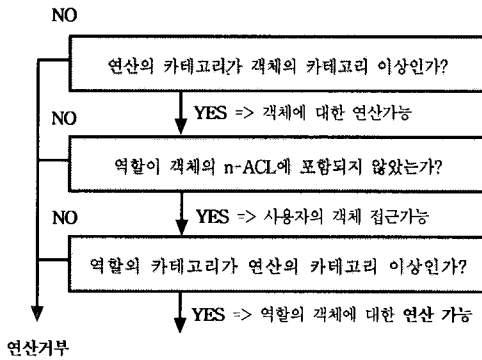 NO
연산의 카테고리가 객체의 카테고리 이상인가?
NO
YES => 객체에 대한 연산가능
역할이 객체의 n-ACL에 포함되지 않았는가?
NO
YES => 사용자의 객체 접근가능
역할의 카테고리가 연산의 카테고리 이상인가?
YES => 역할의 객체에 대한 연산 가능
연산거부